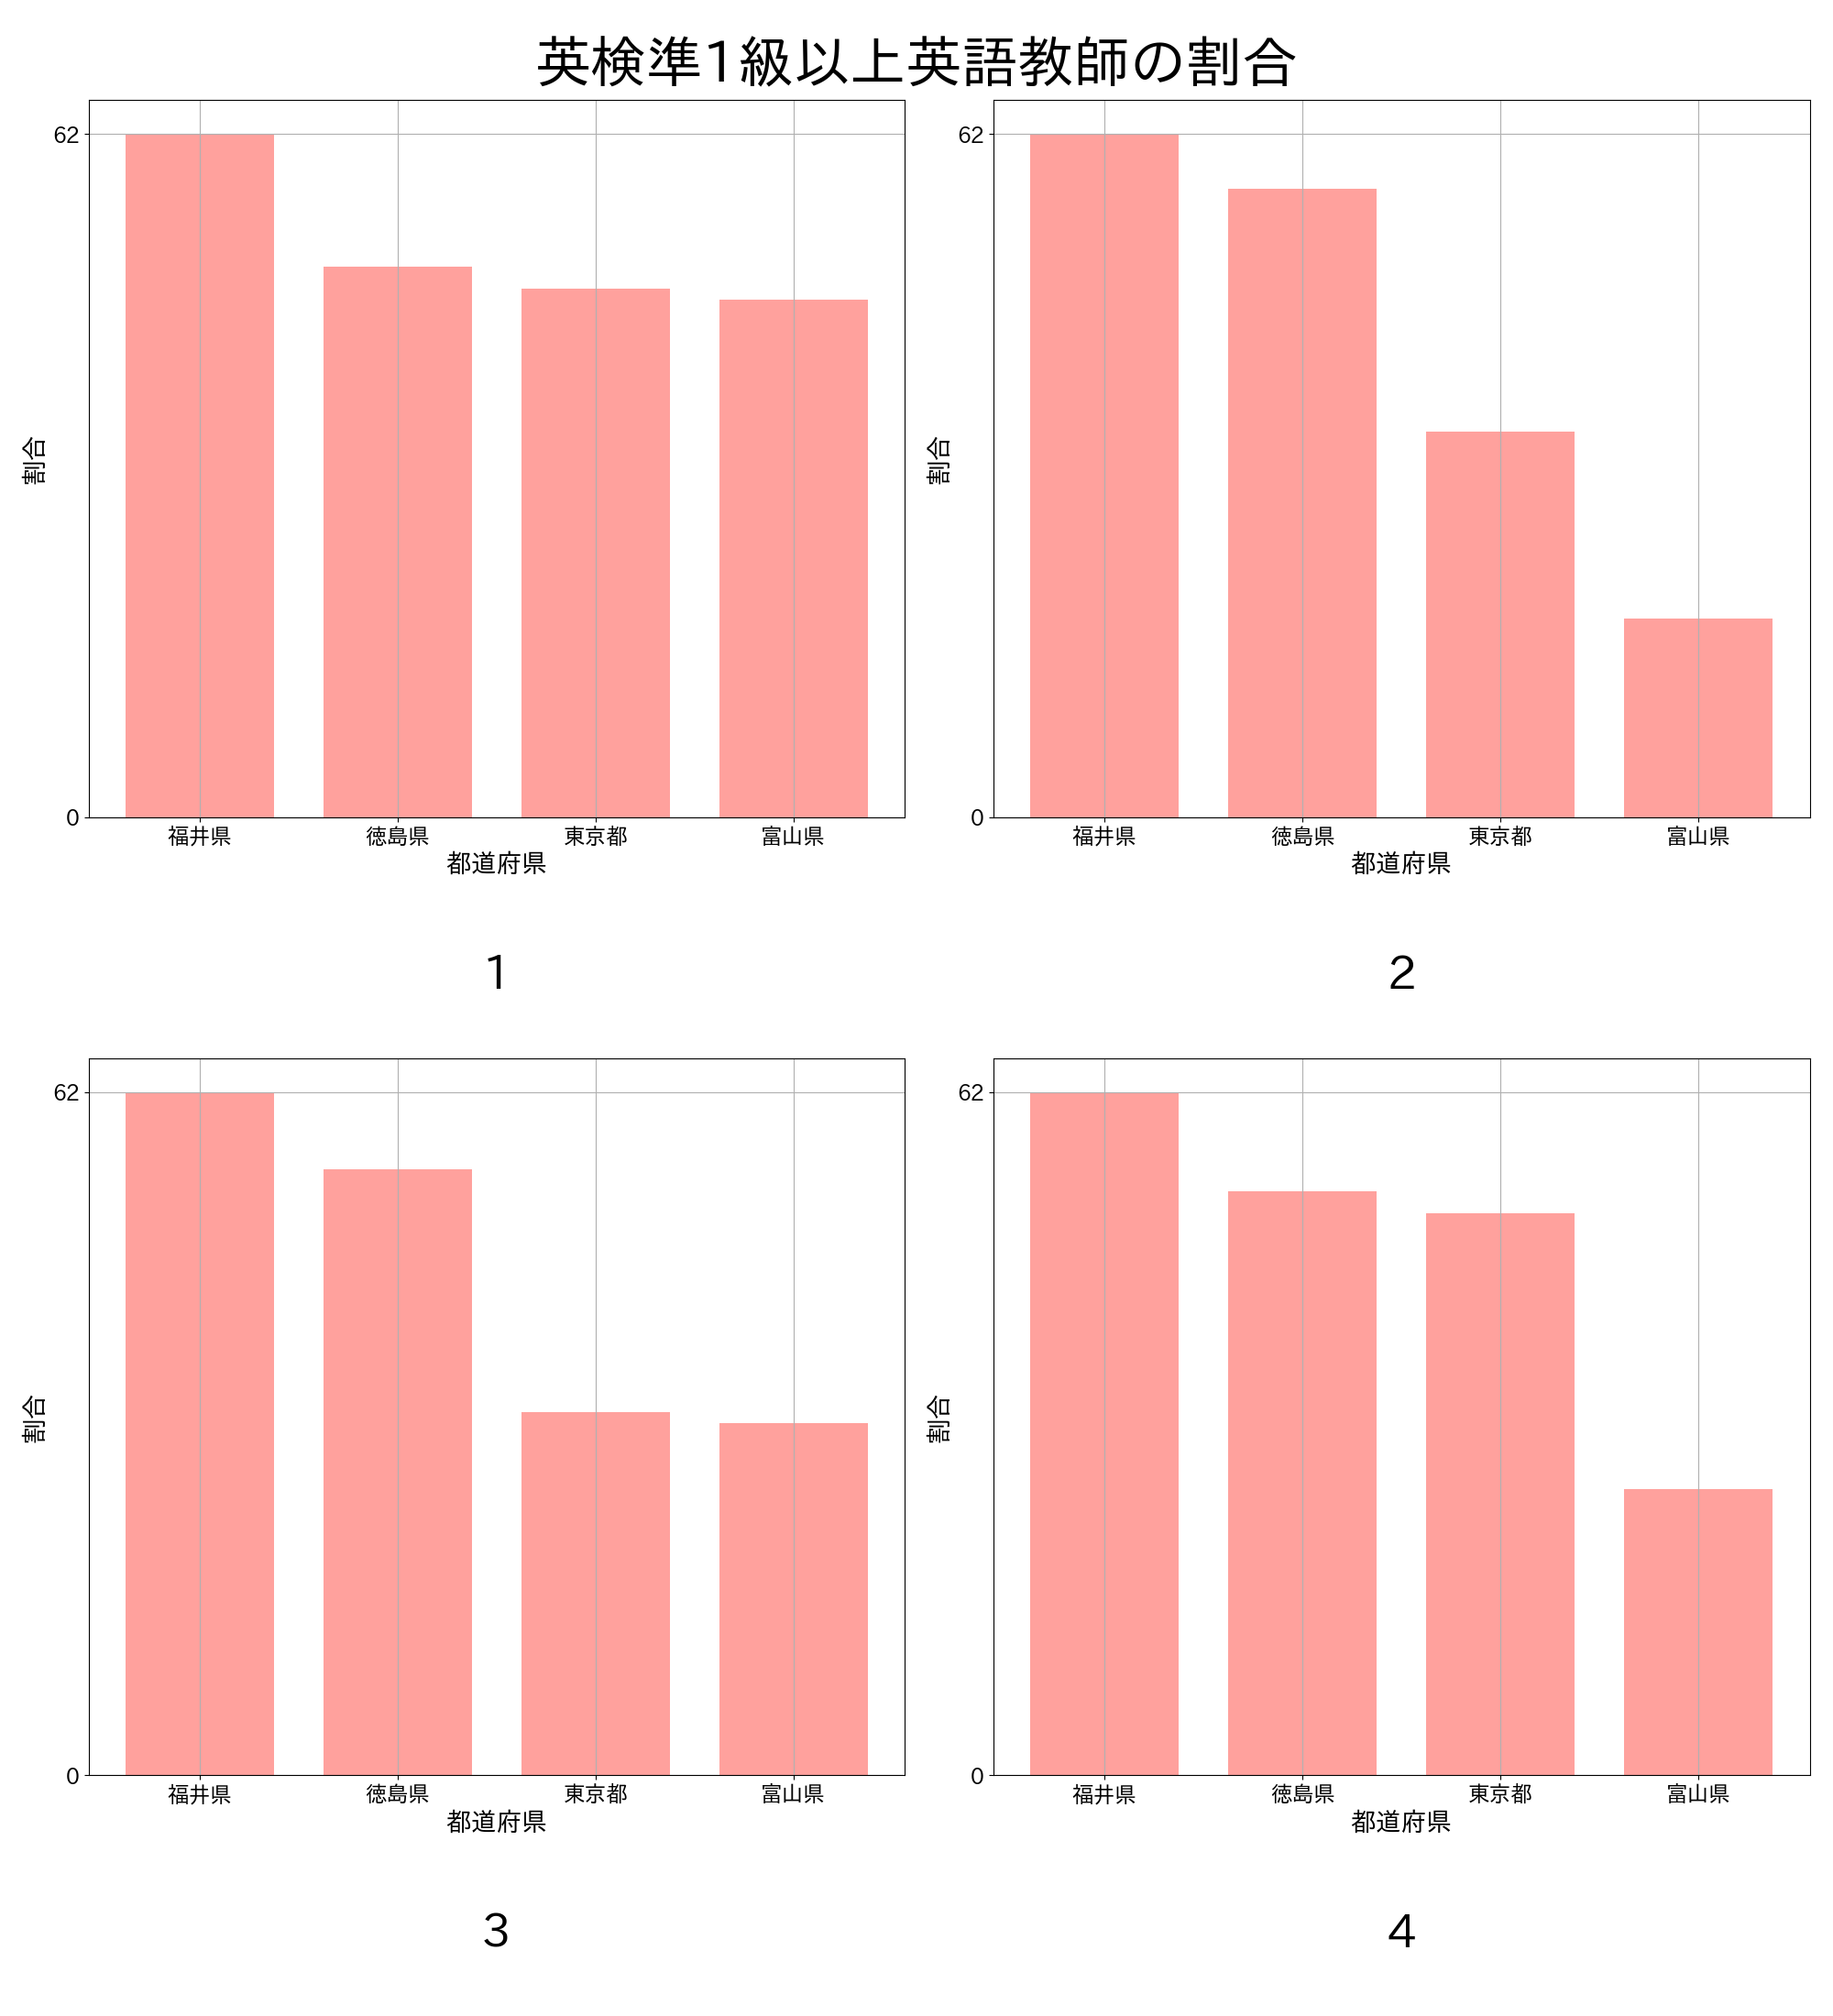 英検準1級以上英語教師の割合
62
0
割合
福井県 徳島県 東京都 富山県
都道府県
1
62
0
割合
福井県 徳島県 東京都 富山県
都道府県
2
62
0
割合
福井県 徳島県 東京都 富山県
都道府県
3
62
0
割合
福井県 徳島県 東京都 富山県
都道府県
4